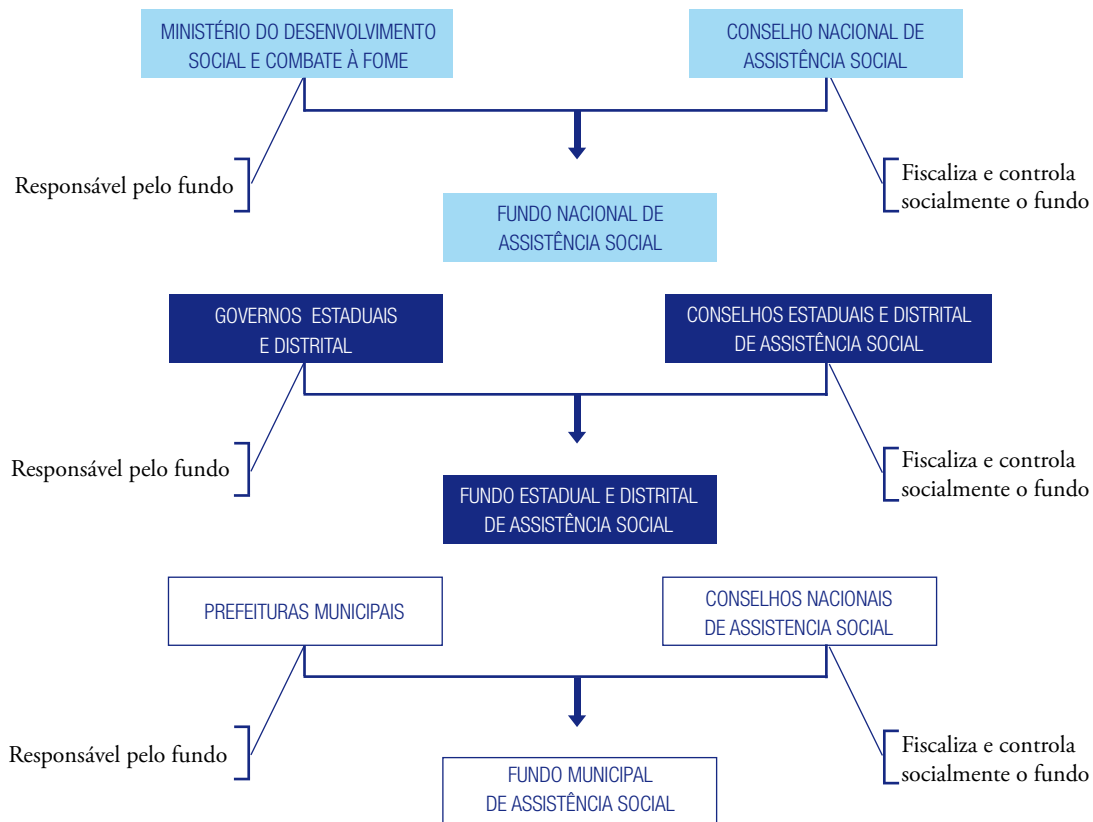 MINISTÉRIO DO DESENVOLVIMENTO
SOCIAL E COMBATE À FOME
CONSELHO NACIONAL DE
ASSISTÊNCIA SOCIAL
Responsável pelo fundo
Fiscaliza e controla
socialmente o fundo
FUNDO NACIONAL DE
ASSISTÊNCIA SOCIAL
GOVERNOS ESTADUAIS
E DISTRITAL
CONSELHOS ESTADUAIS E DISTRITAL
DE ASSISTÊNCIA SOCIAL
Responsável pelo fundo
Fiscaliza e controla
socialmente o fundo
FUNDO ESTADUAL E DISTRITAL
DE ASSISTÊNCIA SOCIAL
PREFEITURAS MUNICIPAIS
CONSELHOS NACIONAIS
DE ASSISTENCIA SOCIAL
Responsável pelo fundo
Fiscaliza e controla
socialmente o fundo
FUNDO MUNICIPAL
DE ASSISTÊNCIA SOCIAL